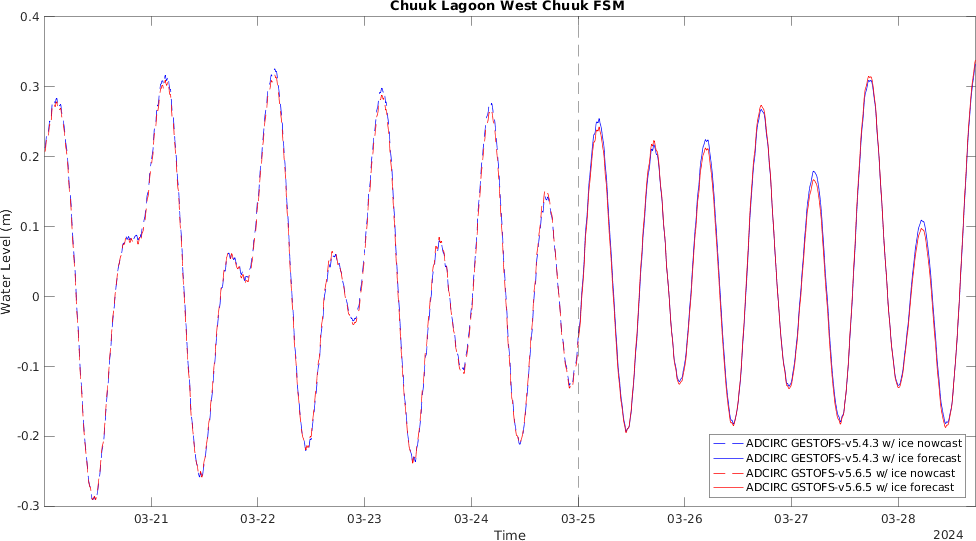 Chuuk Lagoon West Chuuk FSM
0.4
0.3
0.2
0.1
0
-0.1
-0.2
-0.3
Water Level (m)
03-21 03-22 03-23 03-24 03-25 03-26 03-27 03-28
Time
2024
ADCIRC GESTOFS-v5.4.3 w/ ice nowcast
ADCIRC GESTOFS-v5.4.3 w/ ice forecast
ADCIRC GSTOFS-v5.6.5 w/ ice nowcast
ADCIRC GSTOFS-v5.6.5 w/ ice forecast